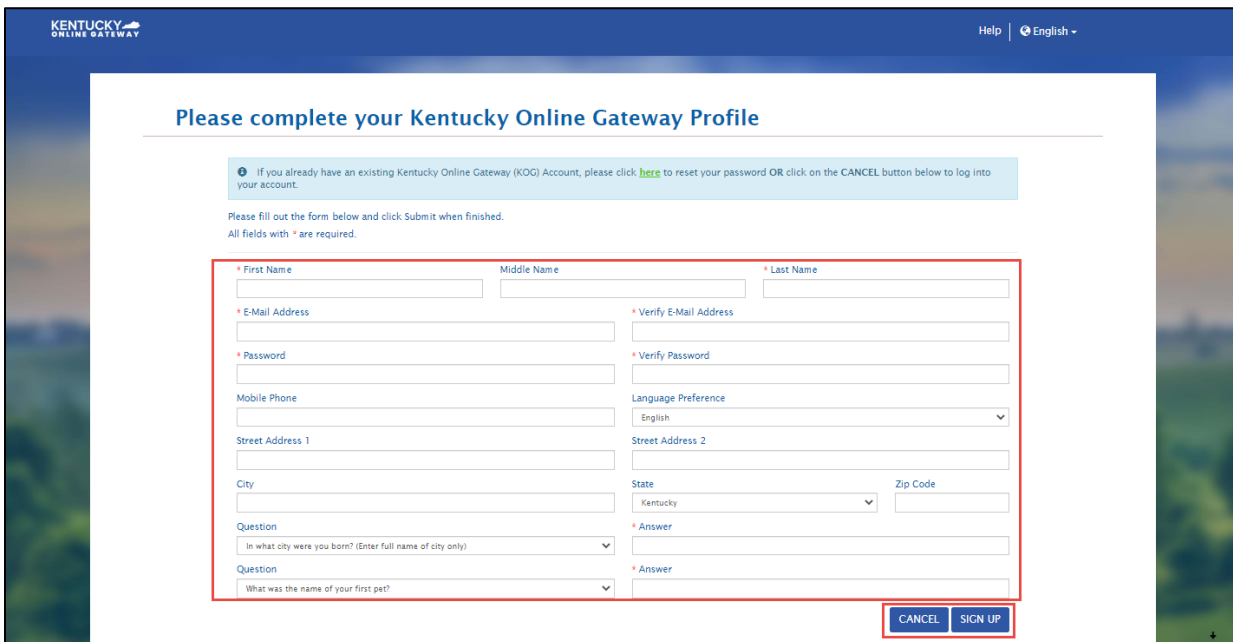 KENTUCKY
ONLINE GATEWAY
Help English
Please complete your Kentucky Online Gateway Profile
If you already have an existing Kentucky Online Gateway (KOG) Account, please click here to reset your password OR click on the CANCEL button below to log into
your account.
Please fill out the form below and click Submit when finished.
All fields with * are required.
* First Name Middle Name * Last Name
* E-Mail Address * Verify E-Mail Address
* Password * Verify Password
Mobile Phone Language Preference
English
Street Address 1 Street Address 2
City State Zip Code
Kentucky
Question * Answer
In what city were you born? (Enter full name of city only)
Question * Answer
What was the name of your first pet?
CANCEL SIGN UP